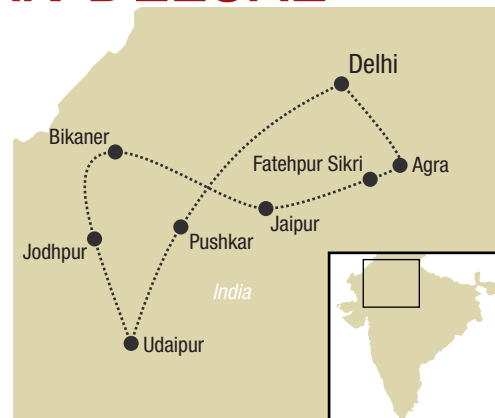 Delhi
Bikaner
Fatehpur Sikri
Agra
Jaipur
Pushkar
Jodhpur
India
Udaipur